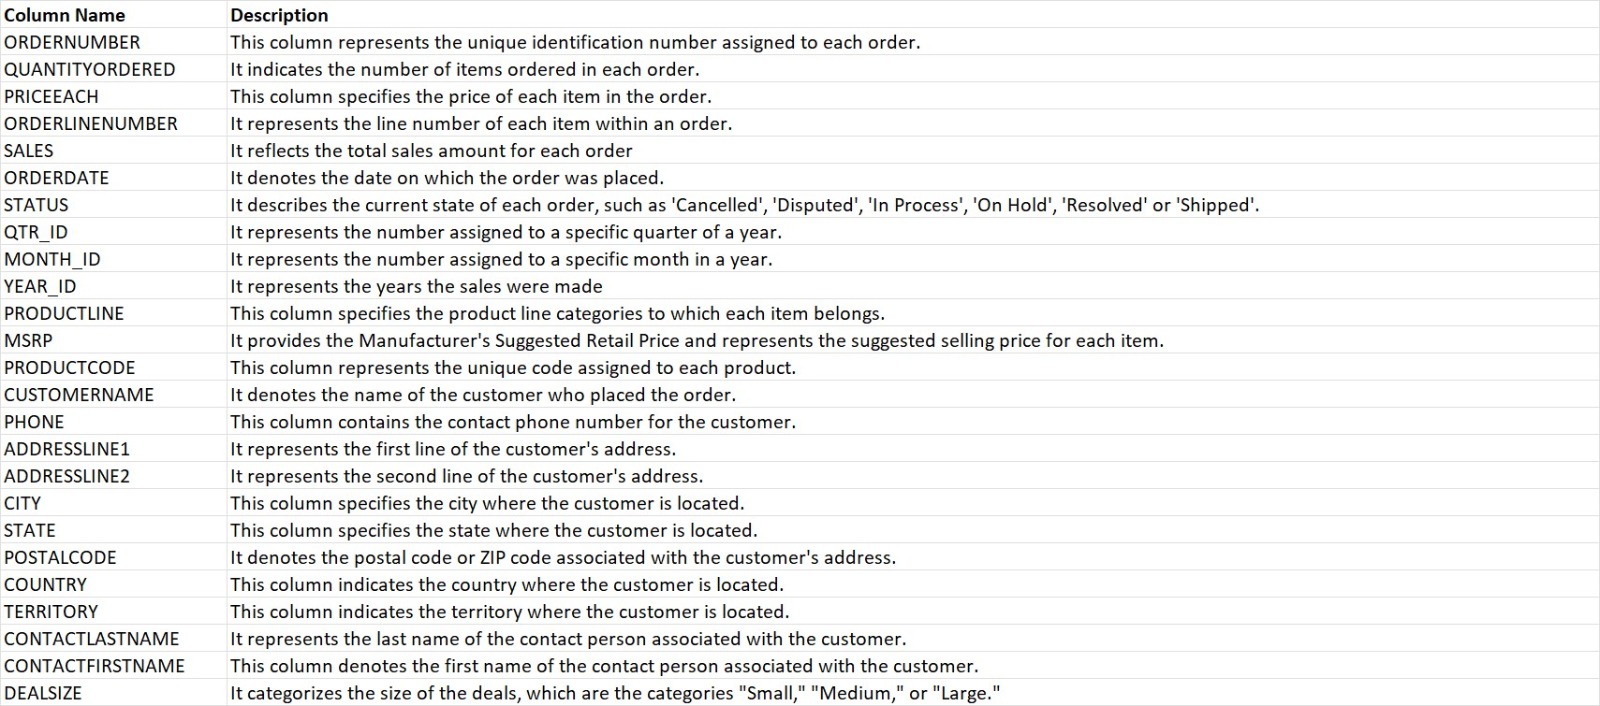 Column Name Description
ORDERNUMBER This column represents the unique identification number assigned to each order.
QUANTITYORDERED It indicates the number of items ordered in each order.
PRICEEACH This column specifies the price of each item in the order.
ORDERLINENUMBER It represents the line number of each item within an order.
SALES It reflects the total sales amount for each order
ORDERDATE It denotes the date on which the order was placed.
STATUS It describes the current state of each order, such as 'Cancelled', 'Disputed', 'In Process', 'On Hold', 'Resolved' or 'Shipped'.
QTR_ID It represents the number assigned to a specific quarter of a year.
MONTH_ID It represents the number assigned to a specific month in a year.
YEAR_ID It represents the years the sales were made
PRODUCTLINE This column specifies the product line categories to which each item belongs.
MSRP It provides the Manufacturer's Suggested Retail Price and represents the suggested selling price for each item.
PRODUCTCODE This column represents the unique code assigned to each product.
CUSTOMERNAME It denotes the name of the customer who placed the order.
PHONE This column contains the contact phone number for the customer.
ADDRESSLINE1 It represents the first line of the customer's address.
ADDRESSLINE2 It represents the second line of the customer's address.
CITY This column specifies the city where the customer is located.
STATE This column specifies the state where the customer is located.
POSTALCODE It denotes the postal code or ZIP code associated with the customer's address.
COUNTRY This column indicates the country where the customer is located.
TERRITORY This column indicates the territory where the customer is located.
CONTACTLASTNAME It represents the last name of the contact person associated with the customer.
CONTACTFIRSTNAME This column denotes the first name of the contact person associated with the customer.
DEALSIZE It categorizes the size of the deals, which are the categories "Small," "Medium," or "Large."